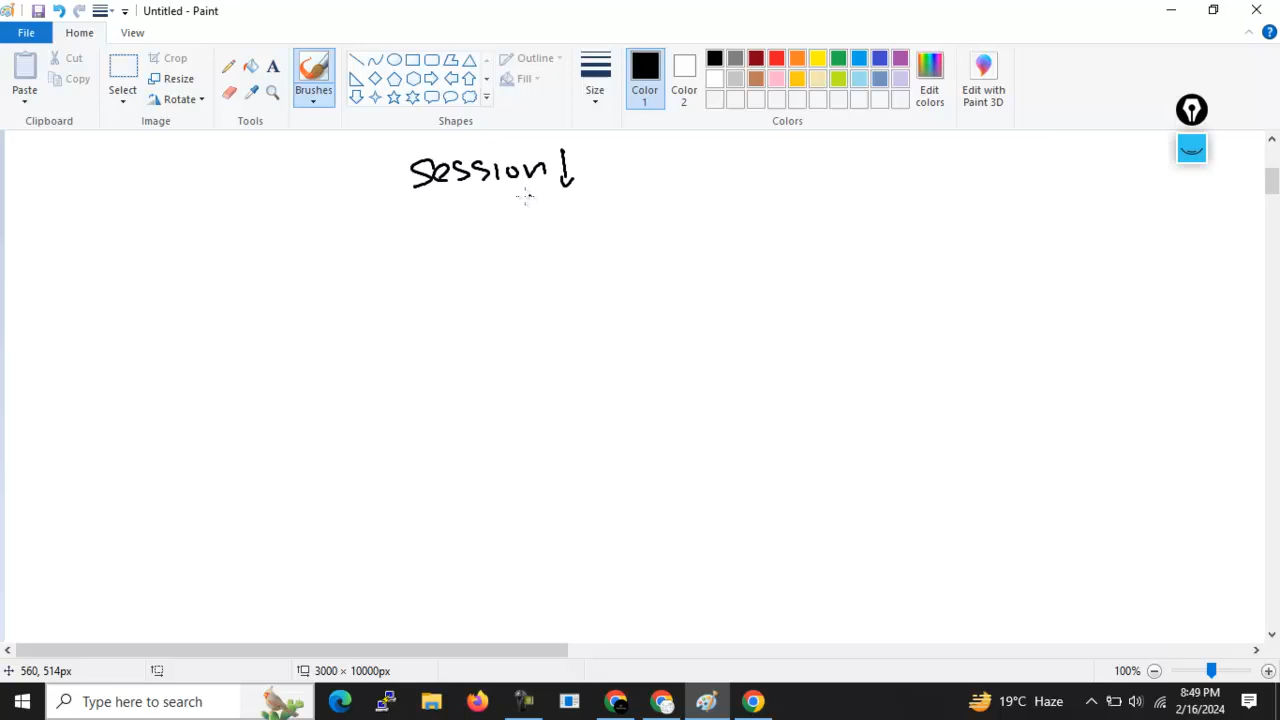 Untitled - Paint
File Home View
Paste Cut Copy Clipboard
Select Crop Resize Rotate Image
Tools
Brushes
Shapes Outline Fill
Size
Color 1 Color 2 Edit colors Edit with Paint 3D Colors
Session ↓
560, 514px 3000 × 10000px 100%
Type here to search 19°C Haze 8:49 PM 2/16/2024